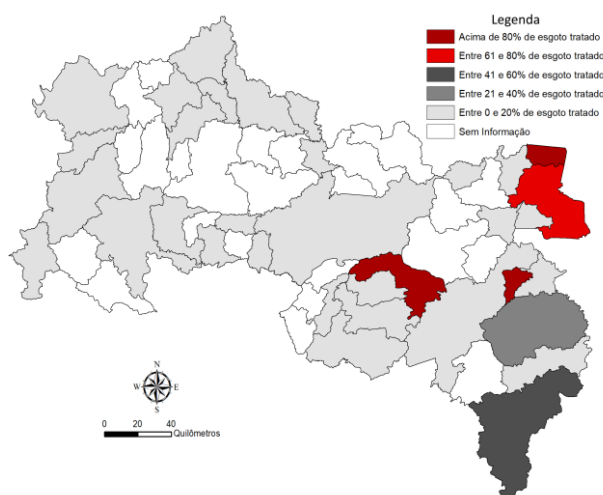 Legenda
Acima de 80% de esgoto tratado
Entre 61 e 80% de esgoto tratado
Entre 41 e 60% de esgoto tratado
Entre 21 e 40% de esgoto tratado
Entre 0 e 20% de esgoto tratado
Sem Informação
N
W E
S
0 20 40
Quilômetros